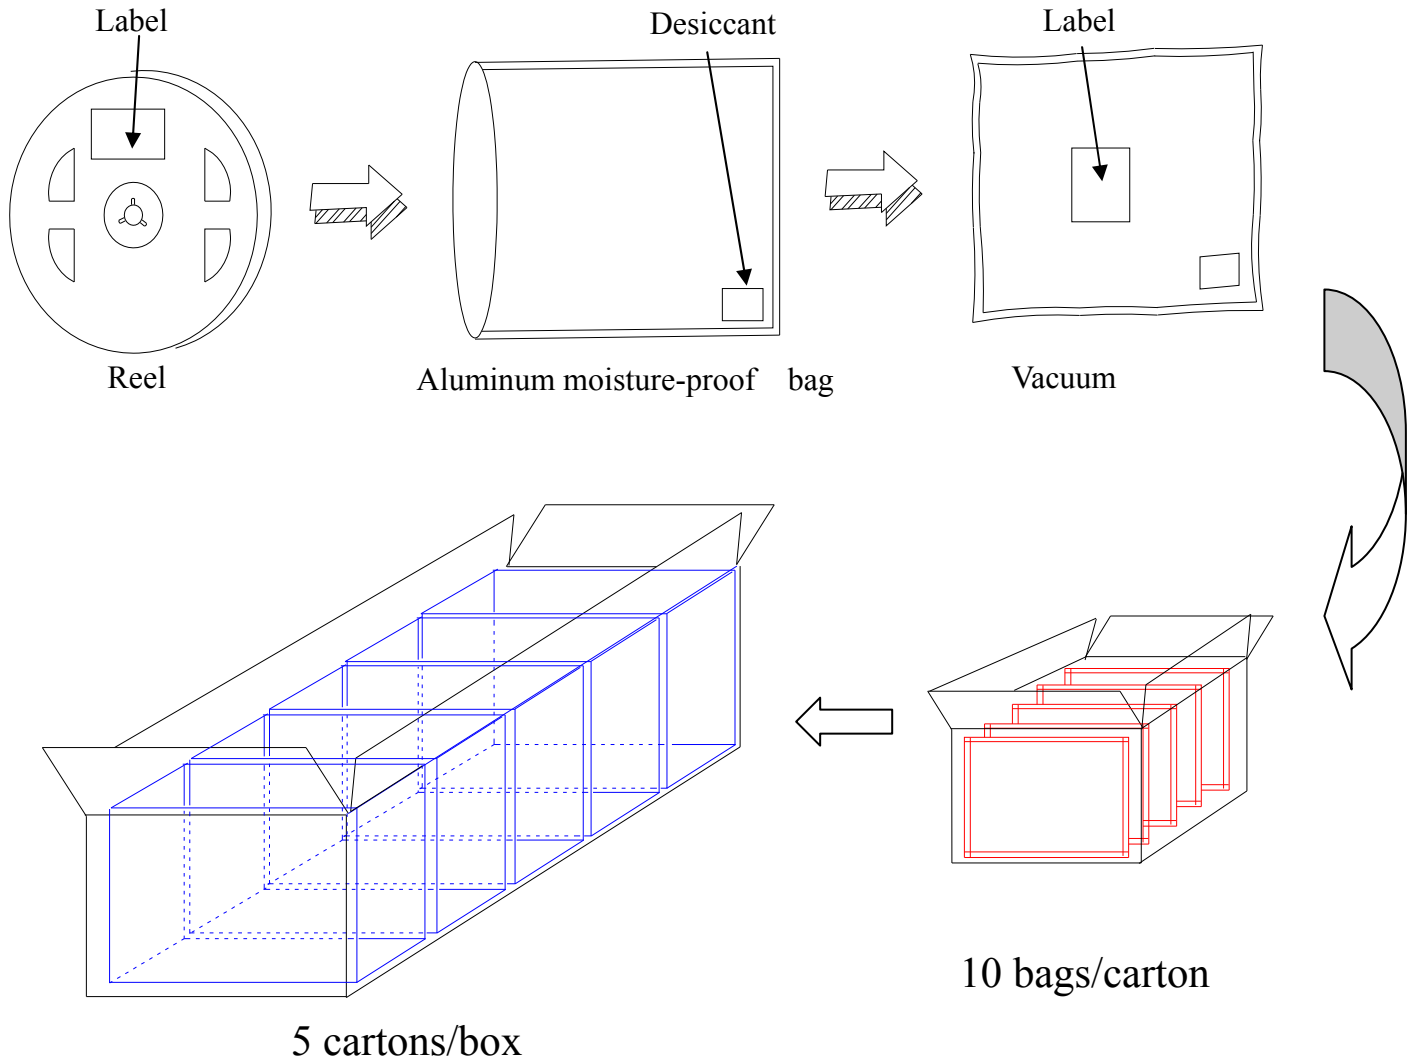 Label
Desiccant
Label
Reel
Aluminum moisture-proof bag
Vacuum
10 bags/carton
5 cartons/box